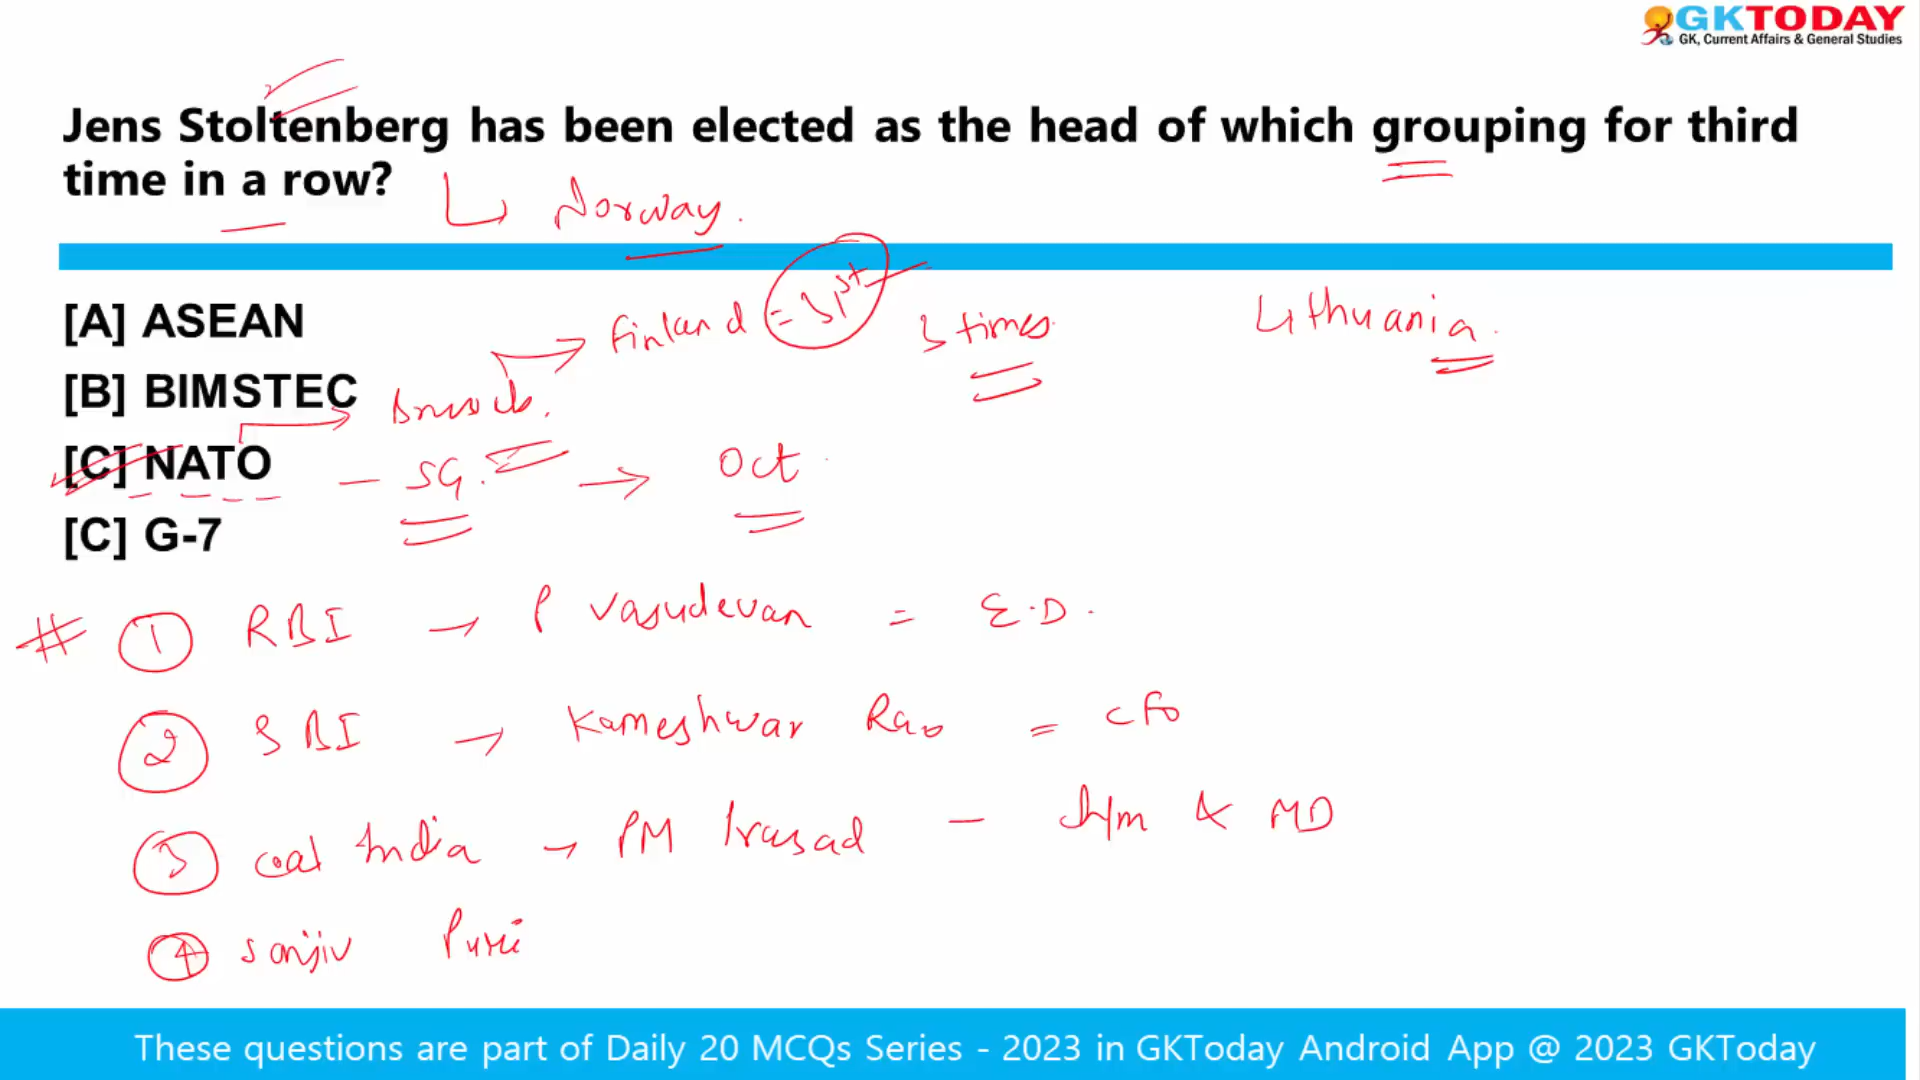 GKTODAY
GK, Current Affairs & General Studies
Jens Stoltenberg has been elected as the head of which grouping for third
time in a row?
Norway.
[A] ASEAN
Finland = 31st
3 times
Lithuania.
[B] BIMSTEC
Brussels.
[C] NATO
- SG. → Oct
[C] G-7
# 1 RBI → P Vasudevan = E.D.
2 SBI → Kameshwar Rao = CFO
3 Coal India → PM Prasad - & MD
4 Sanjiv Puri
These questions are part of Daily 20 MCQs Series - 2023 in GKToday Android App @ 2023 GKToday